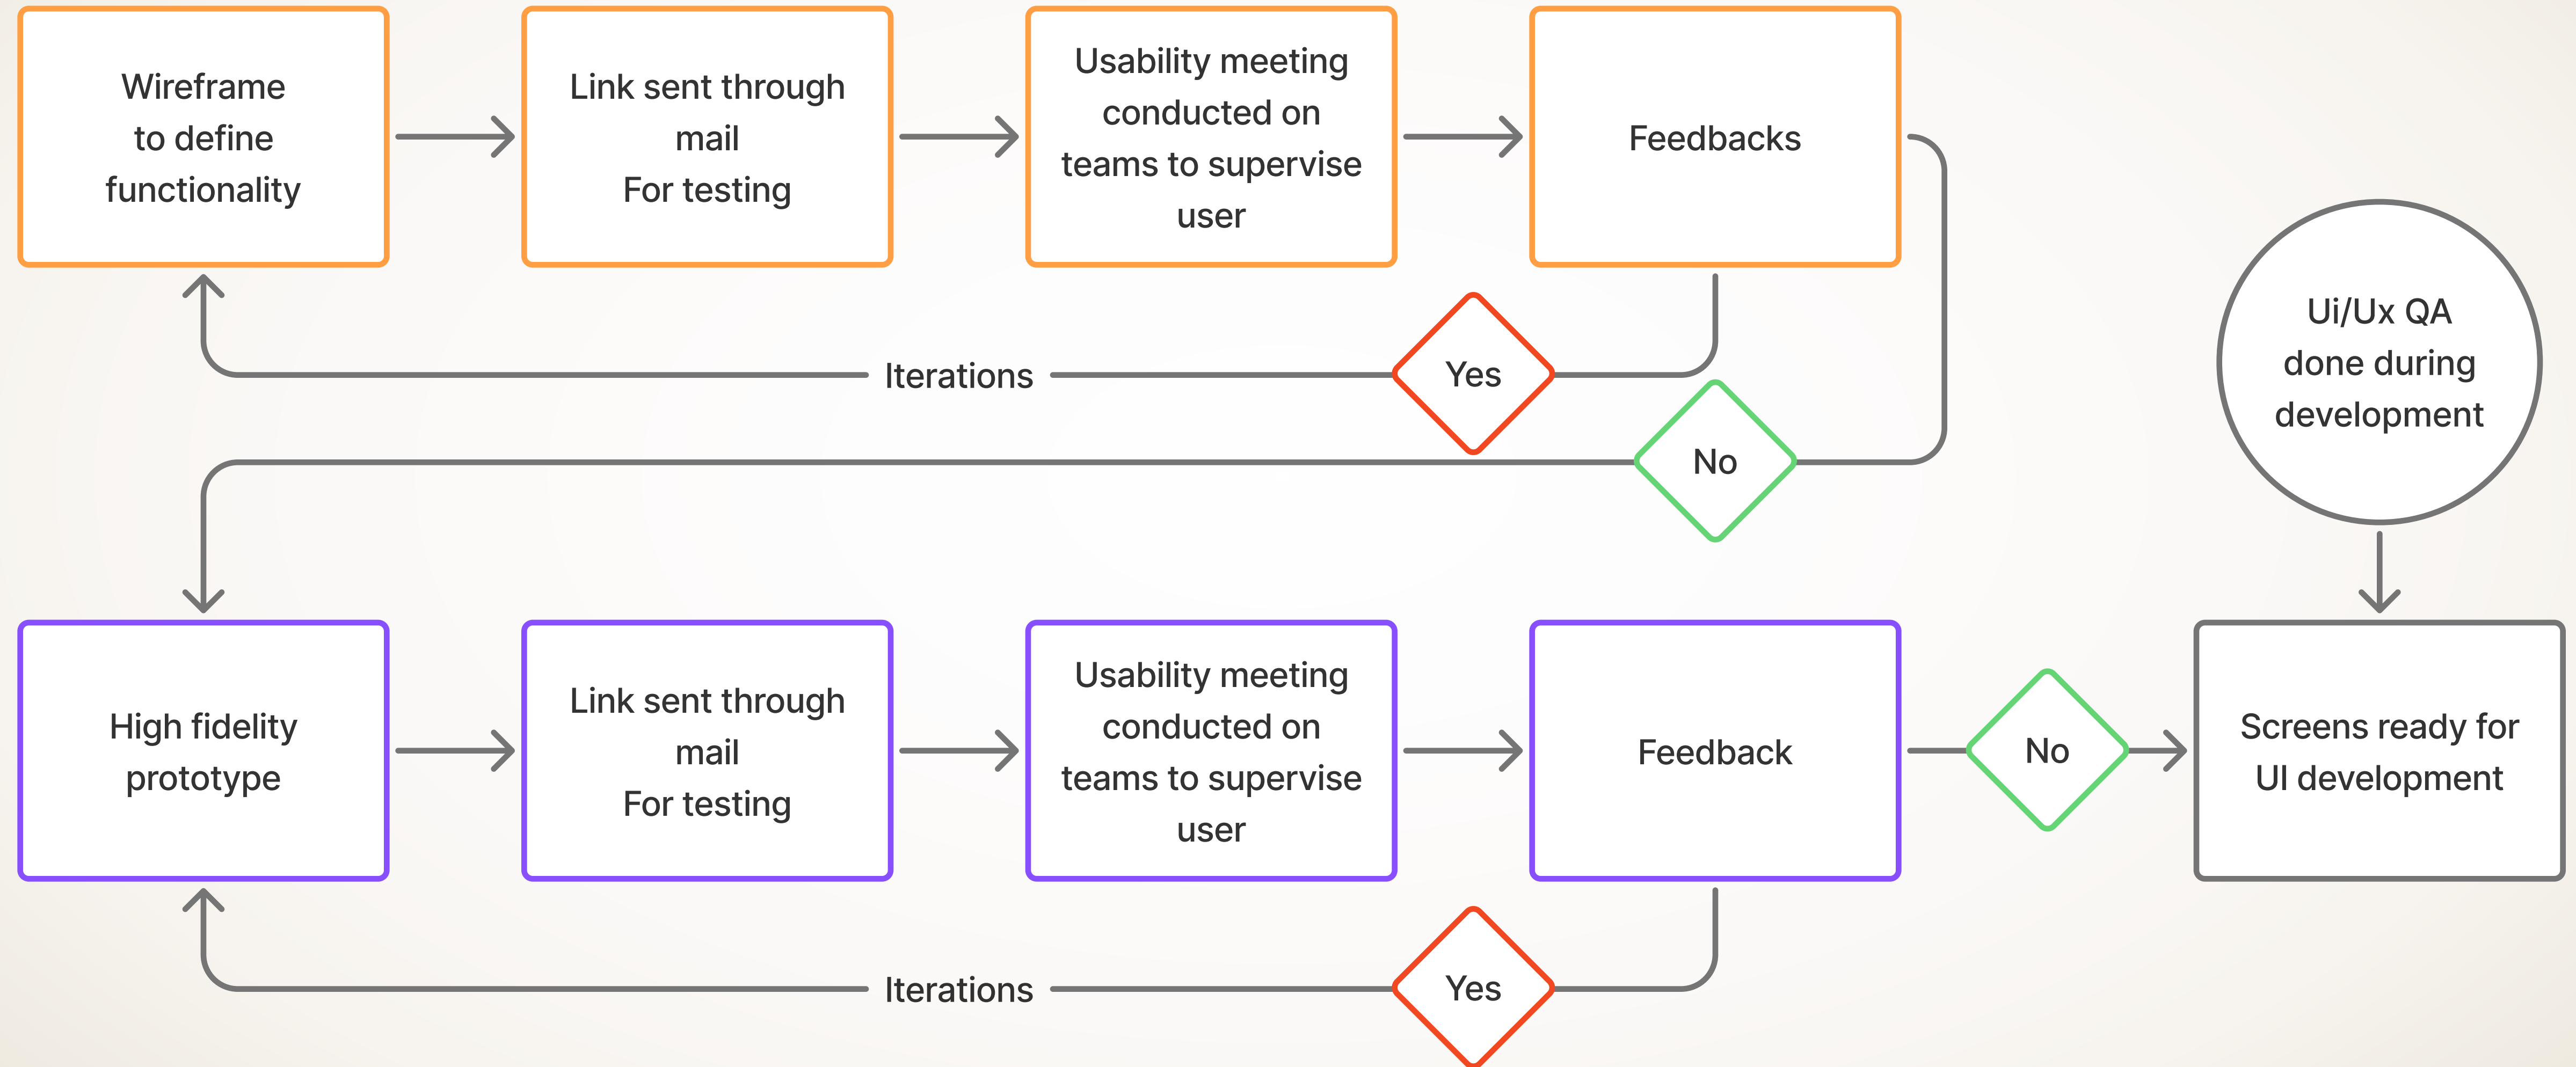 Wireframe
to define
functionality
Link sent through
mail
For testing
Usability meeting
conducted on
teams to supervise
user
Feedbacks
Yes
Iterations
No
Ui/Ux QA
done during
development
High fidelity
prototype
Link sent through
mail
For testing
Usability meeting
conducted on
teams to supervise
user
Feedback
No
Screens ready for
UI development
Yes
Iterations